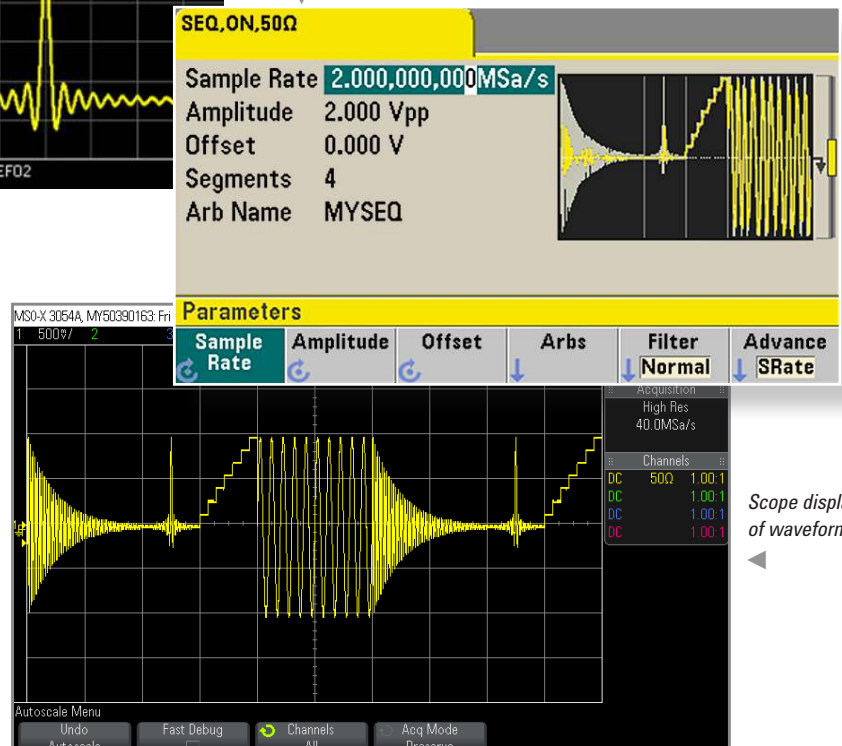 EF02
SEQ,ON,50Ω
Sample Rate 2.000,000,000MSa/s
Amplitude 2.000 Vpp
Offset 0.000 V
Segments 4
Arb Name MYSEQ
Parameters
Sample Rate
Amplitude
Offset
Arbs
Filter
Normal
Advance
SRate
MSO-X 3054A, MY50390163: Fri
1 500 2 3
Acquisition
High Res
40.0MSa/s
Channels
DC 50Ω 1.00:1
DC 1.00:1
DC 1.00:1
DC 1.00:1
Scope displ
of waveform
Autoscale Menu
Undo
Autoscale
Fast Debug
Channels
All
Acq Mode
Preserve